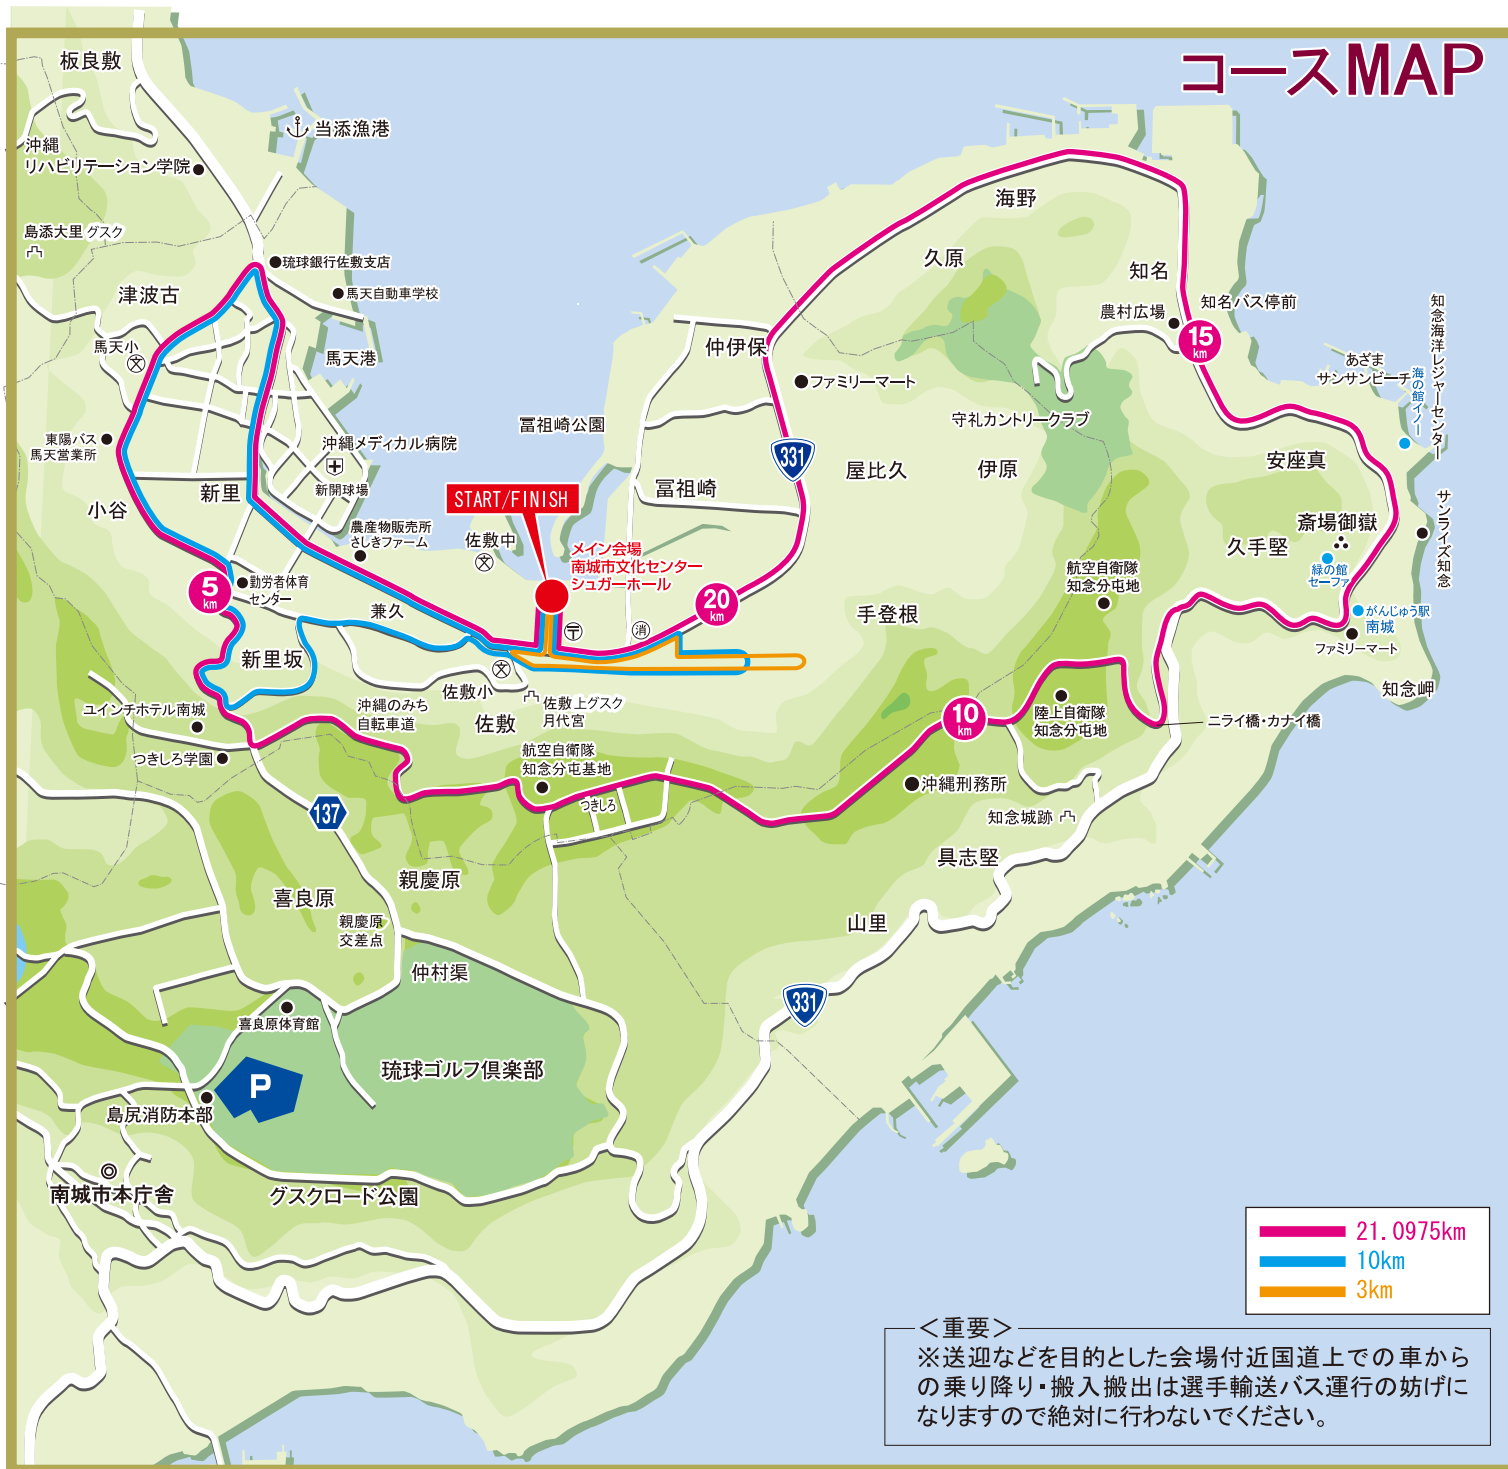 コースMAP
板良敷
当添漁港
沖縄
リハビリテーション学院
島添大里グスク
琉球銀行佐敷支店
津波古
馬天自動車学校
馬天小
馬天港
東陽バス
馬天営業所
小谷
新里
沖縄メディカル病院
新開球場
農産物販売所
さしきファーム
5
km
勤労者体育
センター
兼久
新里坂
ユインチホテル南城
つきしろ学園
沖縄のみち
自転車道
佐敷中
START/FINISH
メイン会場
南城市文化センター
シュガーホール
〒
消
文
佐敷小
佐敷
佐敷上グスク
月代宮
冨祖崎公園
冨祖崎
仲伊保
ファミリーマート
331
屋比久
伊原
20
km
手登根
海野
久原
知名
農村広場
知名バス停前
15
km
守礼カントリークラブ
あざま
サンサンビーチ
海の館イノー
知念海洋レジャーセンター
安座真
斎場御嶽
久手堅
緑の館
セーファ
サンライズ知念
がんじゅう駅
南城
ファミリーマート
知念岬
航空自衛隊
知念分屯地
陸上自衛隊
知念分屯地
ニライ橋・カナイ橋
10
km
沖縄刑務所
知念城跡
具志堅
山里
331
航空自衛隊
知念分屯基地
つきしろ
137
親慶原
喜良原
親慶原
交差点
仲村渠
喜良原体育館
琉球ゴルフ倶楽部
P
島尻消防本部
南城市本庁舎
グスクロード公園
21.0975km
10km
3km
＜重要＞
※送迎などを目的とした会場付近国道上での車から
の乗り降り・搬入搬出は選手輸送バス運行の妨げに
なりますので絶対に行わないでください。